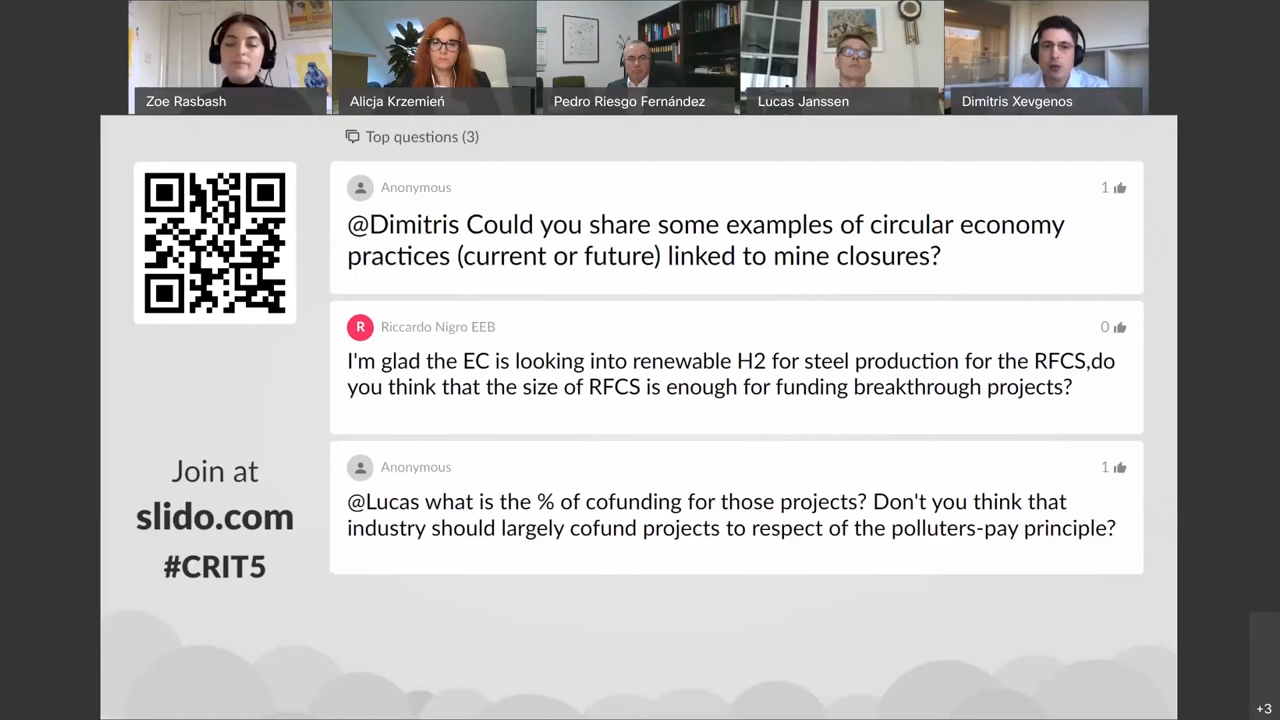 Zoe Rasbash
Alicja Krzemień
Pedro Riesgo Fernández
Lucas Janssen
Dimitris Xevgenos
Top questions (3)
Anonymous
1
@Dimitris Could you share some examples of circular economy
practices (current or future) linked to mine closures?
R
Riccardo Nigro EEB
0
I'm glad the EC is looking into renewable H2 for steel production for the RFCS,do
you think that the size of RFCS is enough for funding breakthrough projects?
Anonymous
1
@Lucas what is the % of cofunding for those projects? Don't you think that
industry should largely cofund projects to respect of the polluters-pay principle?
Join at
slido.com
#CRIT5
+3